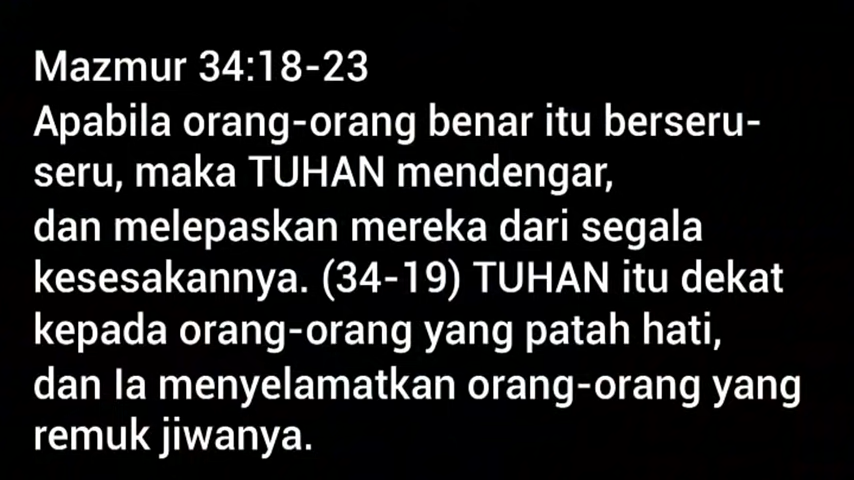 Mazmur 34:18-23
Apabila orang-orang benar itu berseru-
seru, maka TUHAN mendengar,
dan melepaskan mereka dari segala
kesesakannya. (34-19) TUHAN itu dekat
kepada orang-orang yang patah hati,
dan Ia menyelamatkan orang-orang yang
remuk jiwanya.